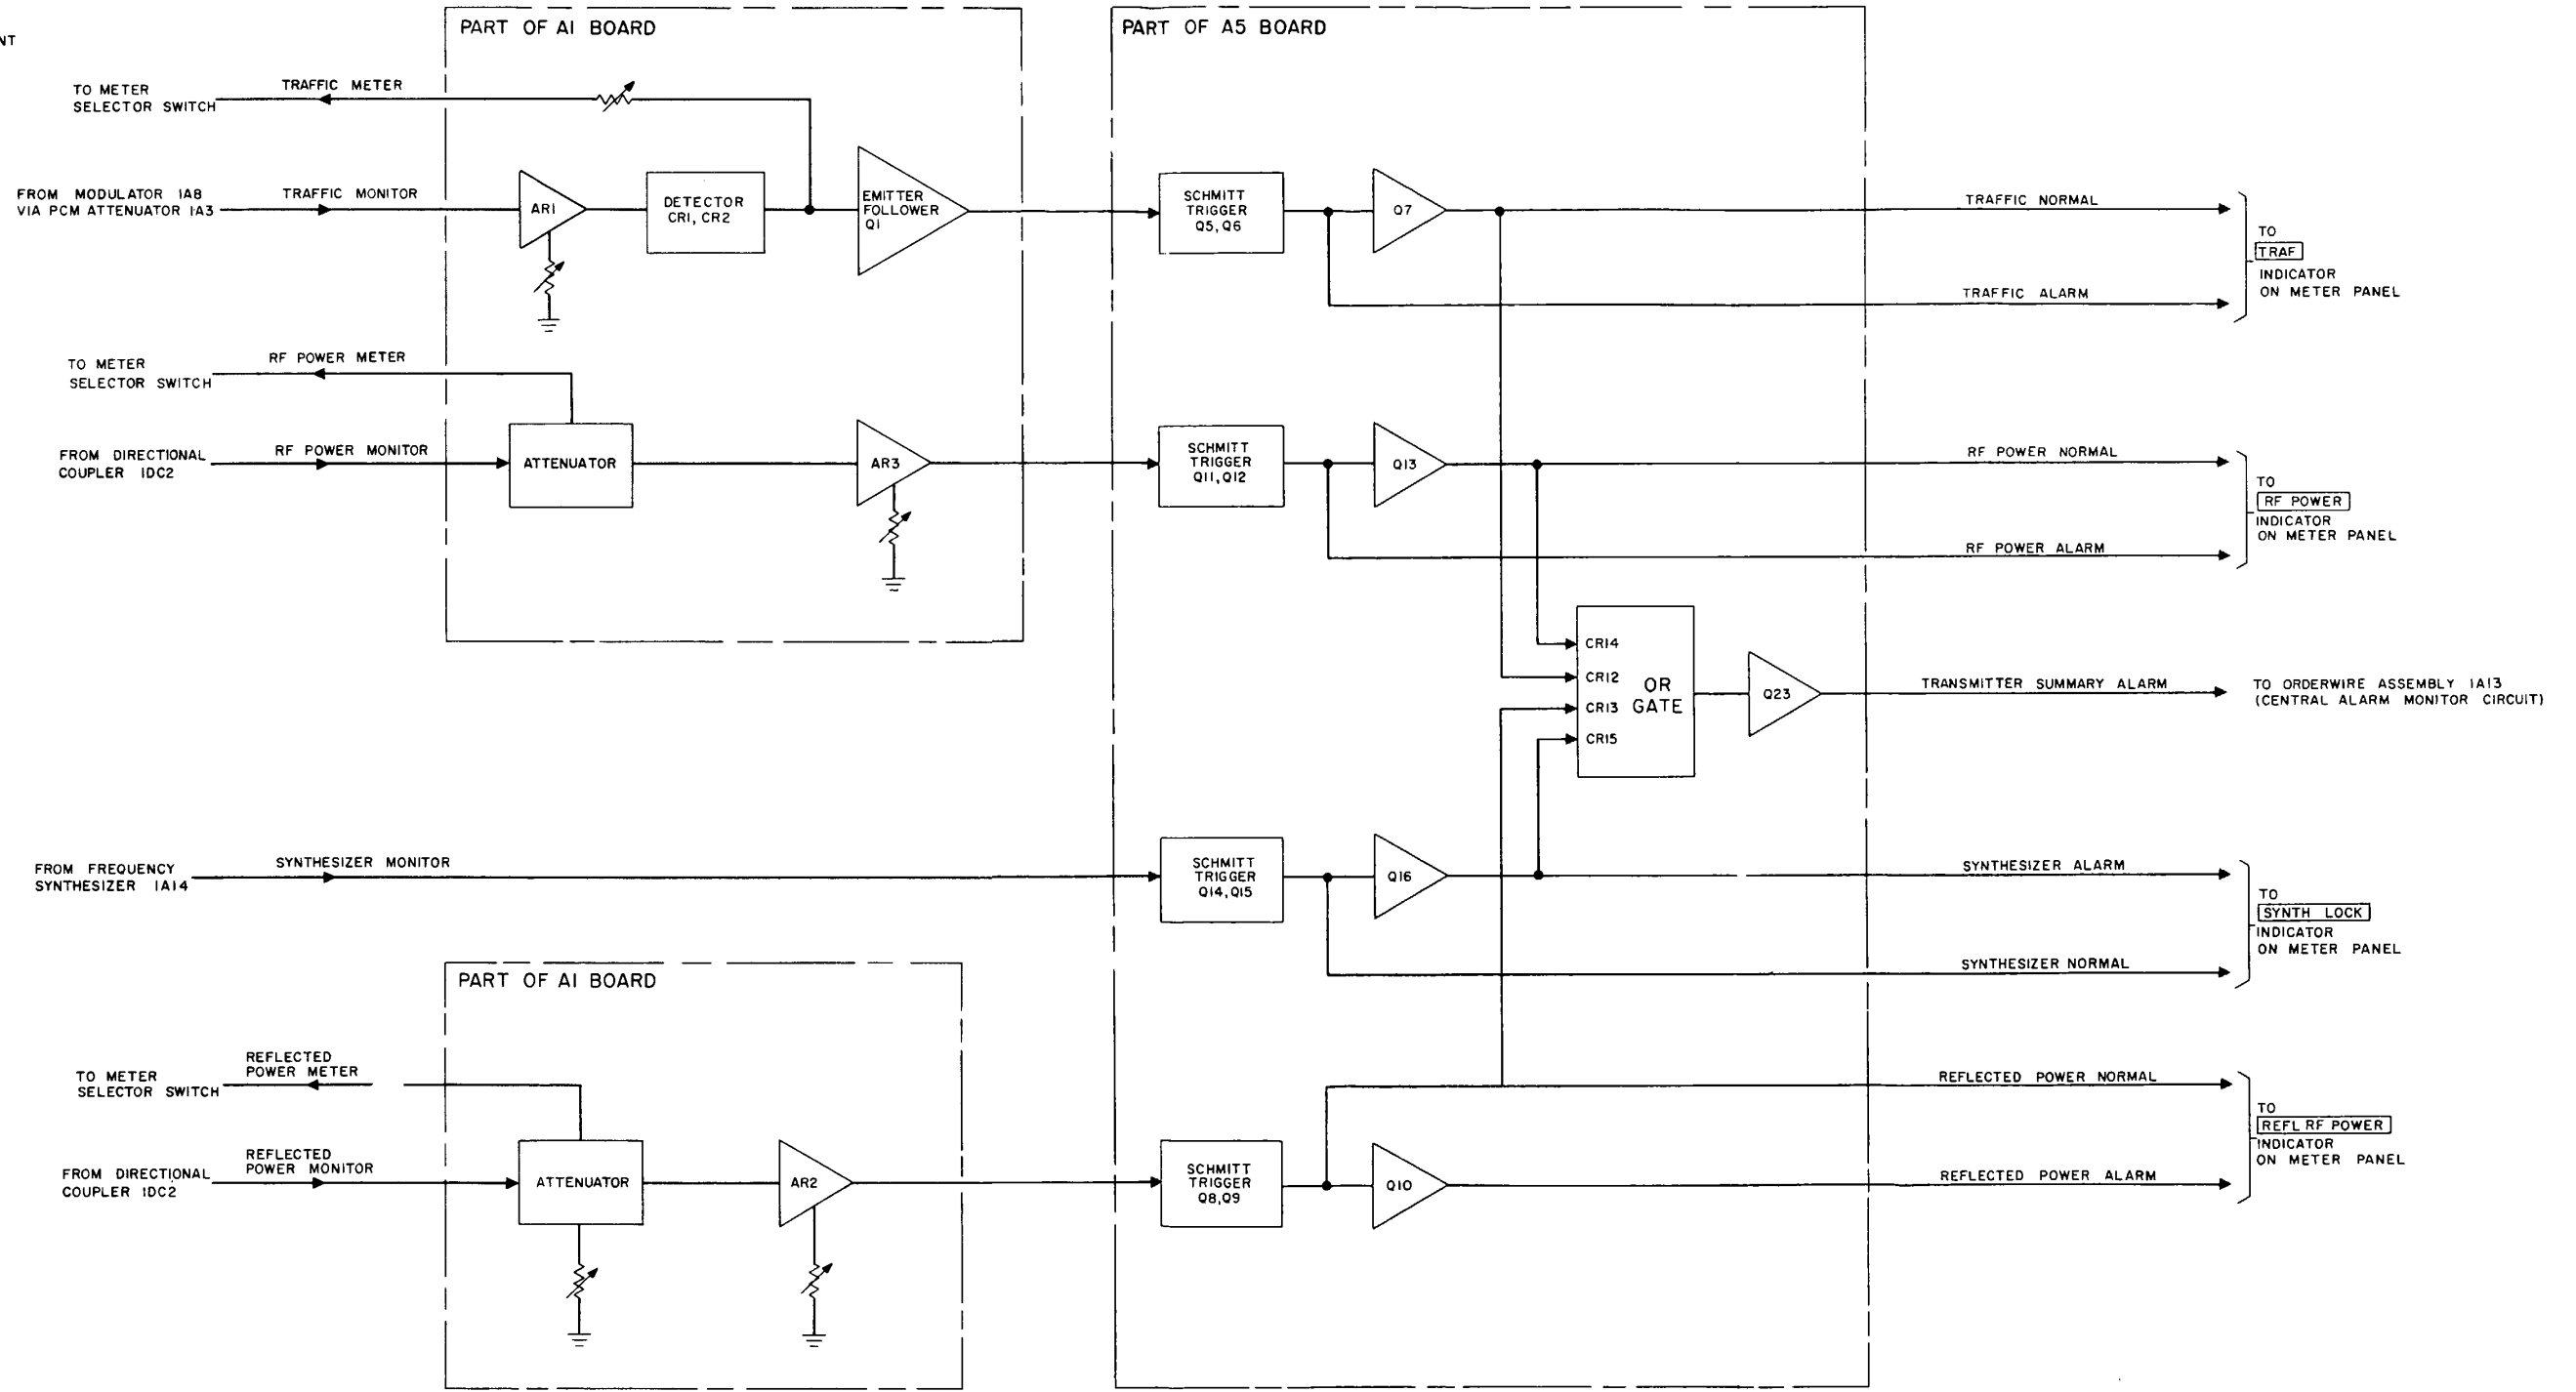 NT
PART OF A1 BOARD
TO METER
SELECTOR SWITCH
TRAFFIC METER
FROM MODULATOR 1A8
VIA PCM ATTENUATOR 1A3
TRAFFIC MONITOR
AR1
DETECTOR
CR1, CR2
EMITTER
FOLLOWER
Q1
TO METER
SELECTOR SWITCH
RF POWER METER
FROM DIRECTIONAL
COUPLER 1DC2
RF POWER MONITOR
ATTENUATOR
AR3
PART OF A5 BOARD
SCHMITT
TRIGGER
Q5, Q6
Q7
TRAFFIC NORMAL
TRAFFIC ALARM
TO
TRAF
INDICATOR
ON METER PANEL
SCHMITT
TRIGGER
Q11, Q12
Q13
RF POWER NORMAL
RF POWER ALARM
TO
RF POWER
INDICATOR
ON METER PANEL
CR14
CR12
CR13
CR15
OR
GATE
Q23
TRANSMITTER SUMMARY ALARM
TO ORDERWIRE ASSEMBLY 1A13
(CENTRAL ALARM MONITOR CIRCUIT)
FROM FREQUENCY
SYNTHESIZER 1A14
SYNTHESIZER MONITOR
SCHMITT
TRIGGER
Q14, Q15
Q16
SYNTHESIZER ALARM
SYNTHESIZER NORMAL
TO
SYNTH LOCK
INDICATOR
ON METER PANEL
PART OF A1 BOARD
TO METER
SELECTOR SWITCH
REFLECTED
POWER METER
FROM DIRECTIONAL
COUPLER 1DC2
REFLECTED
POWER MONITOR
ATTENUATOR
AR2
SCHMITT
TRIGGER
Q8, Q9
Q10
REFLECTED POWER NORMAL
REFLECTED POWER ALARM
TO
REFL RF POWER
INDICATOR
ON METER PANEL